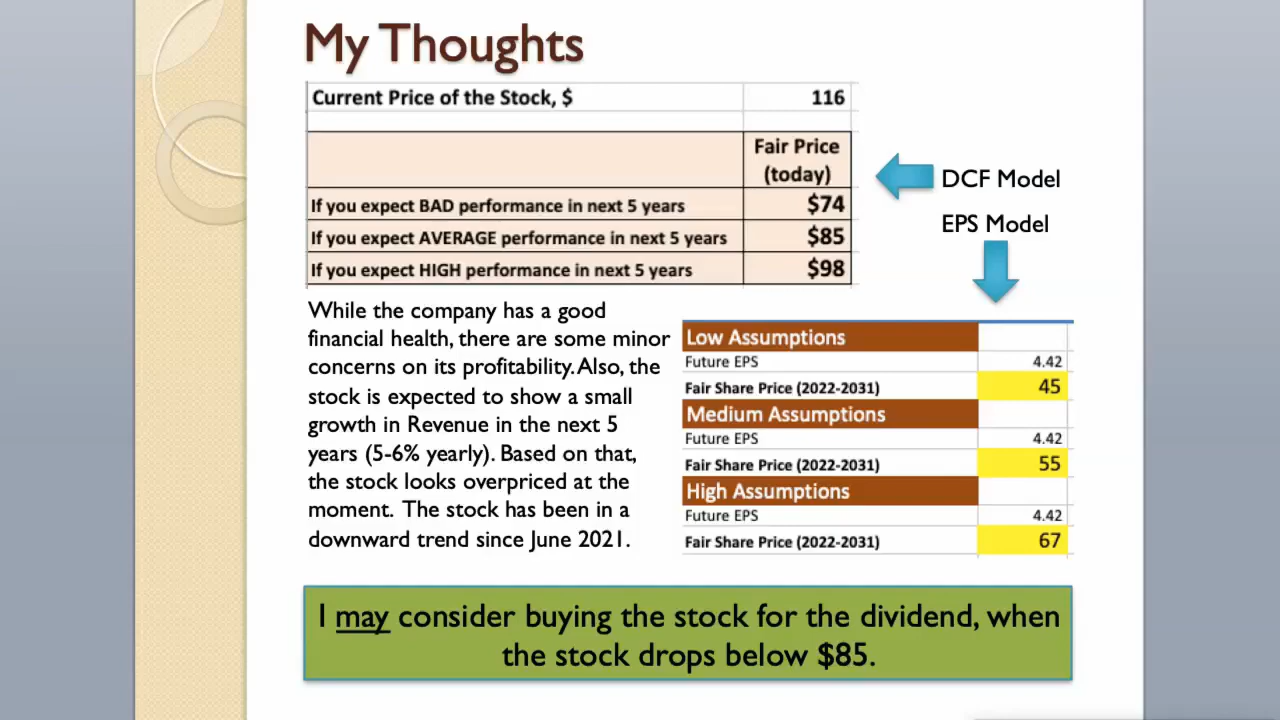 My Thoughts
Current Price of the Stock, $ 116
Fair Price
(today)
If you expect BAD performance in next 5 years $74
If you expect AVERAGE performance in next 5 years $85
If you expect HIGH performance in next 5 years $98
DCF Model
EPS Model
While the company has a good
financial health, there are some minor
concerns on its profitability. Also, the
stock is expected to show a small
growth in Revenue in the next 5
years (5-6% yearly). Based on that,
the stock looks overpriced at the
moment. The stock has been in a
downward trend since June 2021.
Low Assumptions
Future EPS 4.42
Fair Share Price (2022-2031) 45
Medium Assumptions
Future EPS 4.42
Fair Share Price (2022-2031) 55
High Assumptions
Future EPS 4.42
Fair Share Price (2022-2031) 67
I may consider buying the stock for the dividend, when
the stock drops below $85.